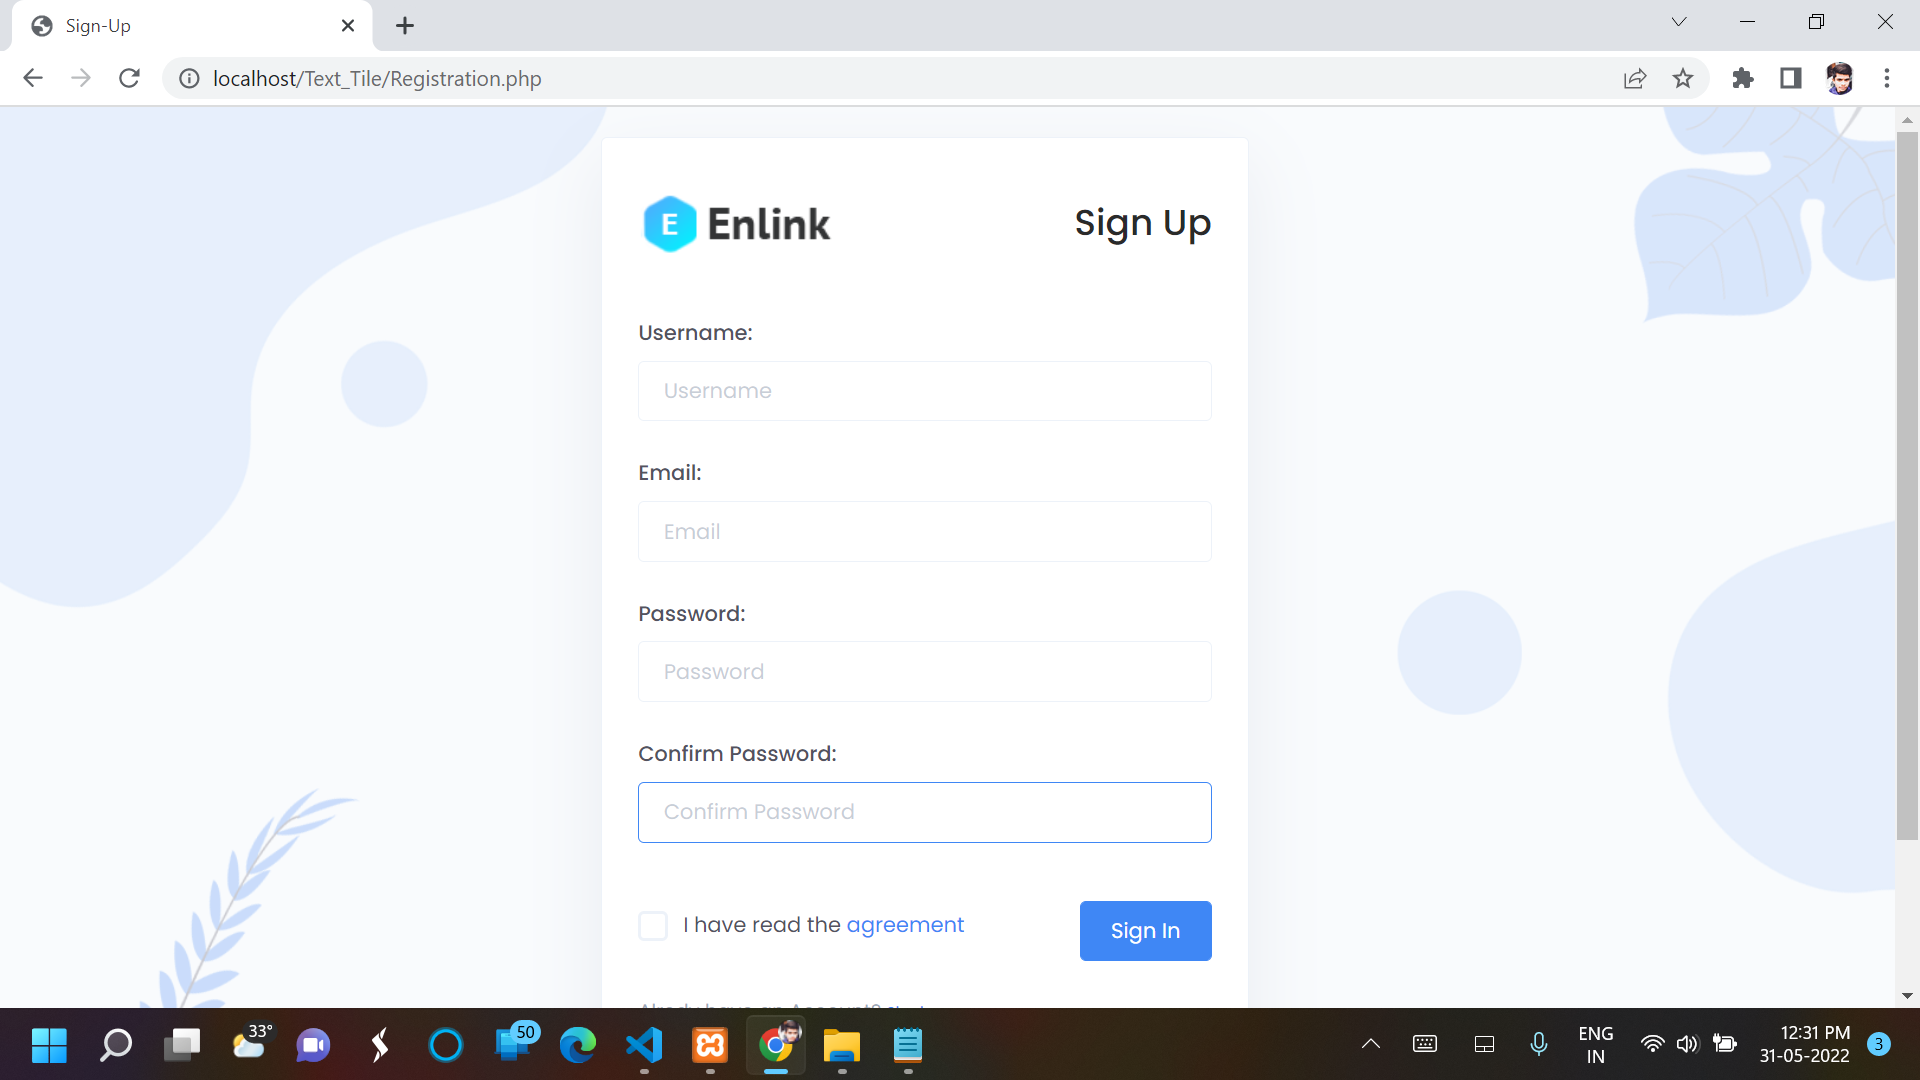 Sign-Up
localhost/Text_Tile/Registration.php
E Enlink
Sign Up
Username:
Username
Email:
Email
Password:
Password
Confirm Password:
Confirm Password
I have read the agreement
Sign In
33°
50
ENG
IN
12:31 PM
31-05-2022
3